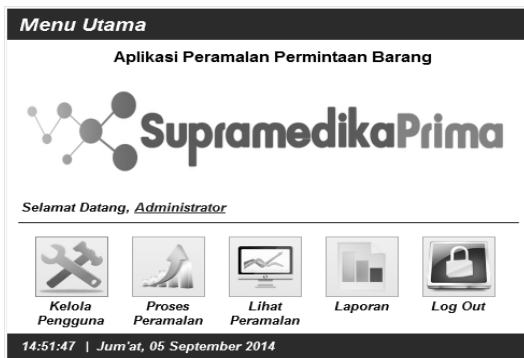 Menu Utama
Aplikasi Peramalan Permintaan Barang
SupramedikaPrima
Selamat Datang, Administrator
Kelola Pengguna
Proses Peramalan
Lihat Peramalan
Laporan
Log Out
14:51:47 | Jum'at, 05 September 2014